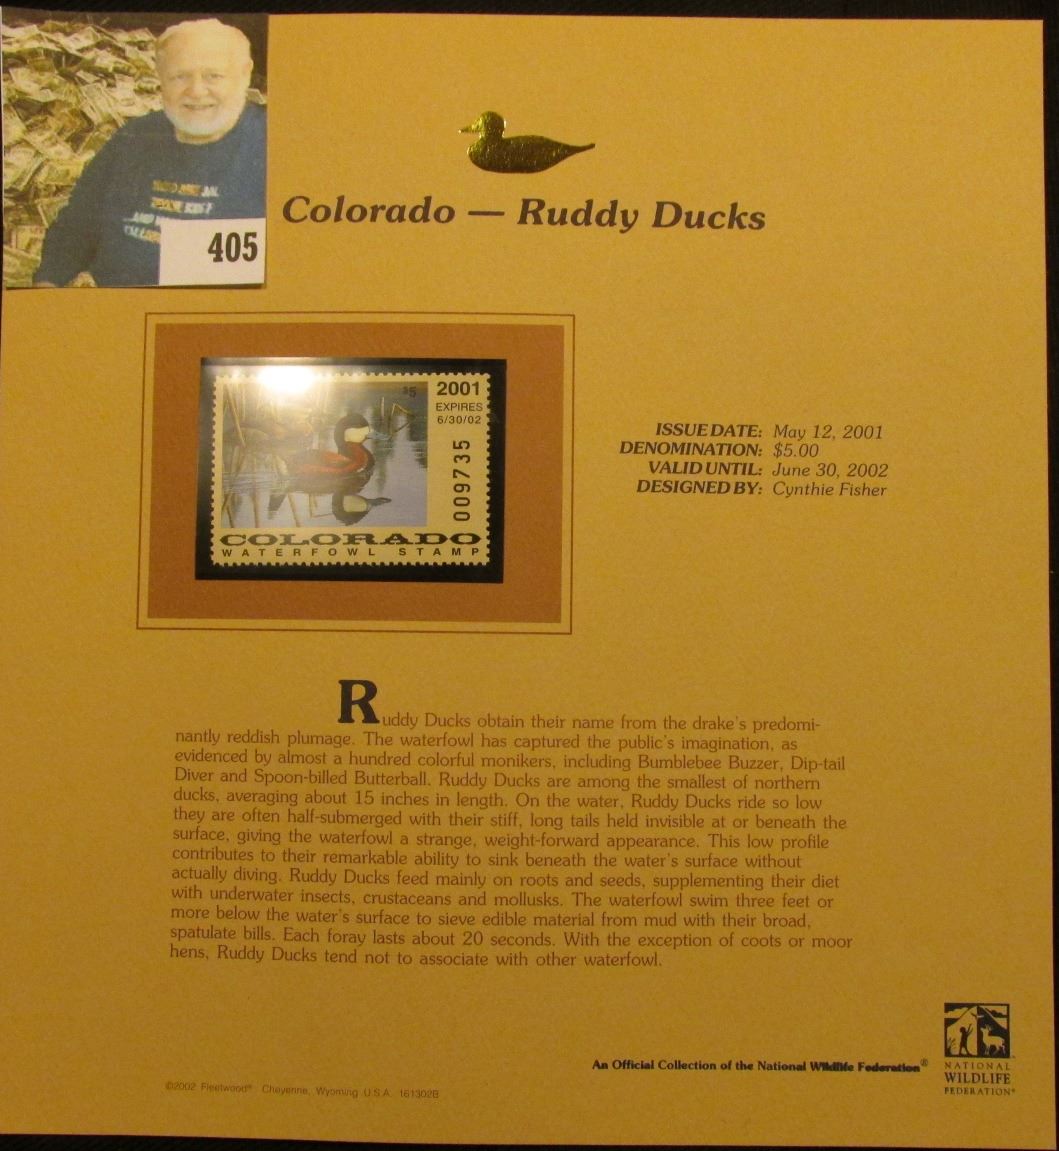 405
Colorado — Ruddy Ducks
$5
2001
EXPIRES
6/30/02
009735
COLORADO
WATERFOWL STAMP
ISSUE DATE: May 12, 2001
DENOMINATION: $5.00
VALID UNTIL: June 30, 2002
DESIGNED BY: Cynthie Fisher
Ruddy Ducks obtain their name from the drake's predomi-
nantly reddish plumage. The waterfowl has captured the public's imagination, as
evidenced by almost a hundred colorful monikers, including Bumblebee Buzzer, Dip-tail
Diver and Spoon-billed Butterball. Ruddy Ducks are among the smallest of northern
ducks, averaging about 15 inches in length. On the water, Ruddy Ducks ride so low
they are often half-submerged with their stiff, long tails held invisible at or beneath the
surface, giving the waterfowl a strange, weight-forward appearance. This low profile
contributes to their remarkable ability to sink beneath the water's surface without
actually diving. Ruddy Ducks feed mainly on roots and seeds, supplementing their diet
with underwater insects, crustaceans and mollusks. The waterfowl swim three feet or
more below the water's surface to sieve edible material from mud with their broad,
spatulate bills. Each foray lasts about 20 seconds. With the exception of coots or moor
hens, Ruddy Ducks tend not to associate with other waterfowl.
An Official Collection of the National Wildlife Federation®
NATIONAL
WILDLIFE
FEDERATION®
©2002 Fleetwood® Cheyenne, Wyoming U.S.A. 161302B